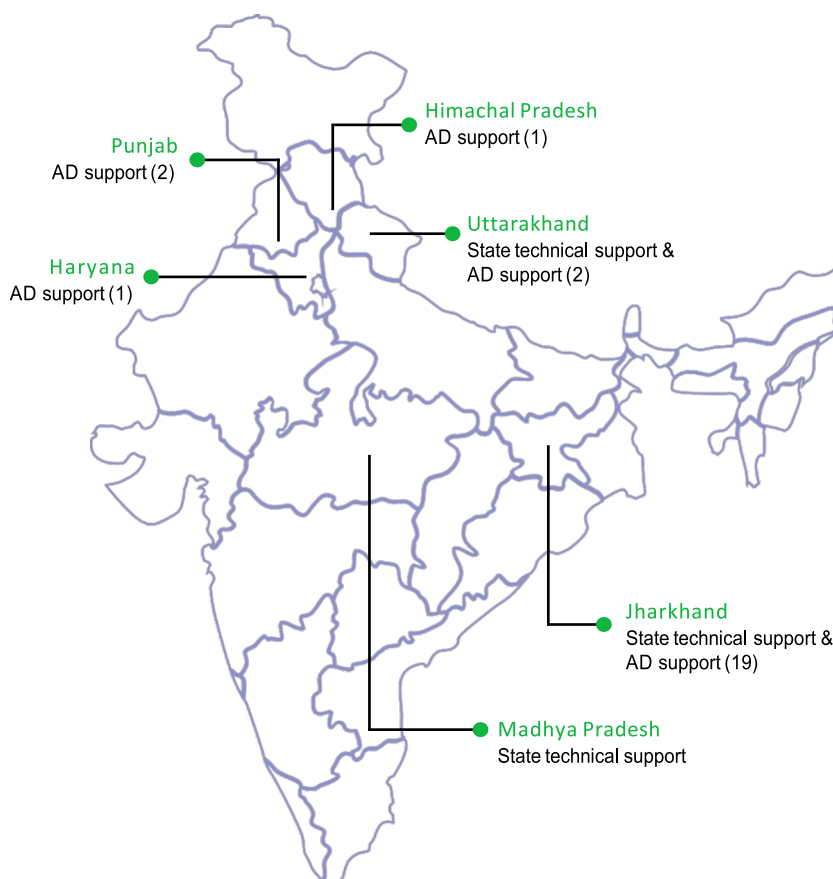 Himachal Pradesh
AD support (1)
Punjab
AD support (2)
Uttarakhand
State technical support &
AD support (2)
Haryana
AD support (1)
Jharkhand
State technical support &
AD support (19)
Madhya Pradesh
State technical support